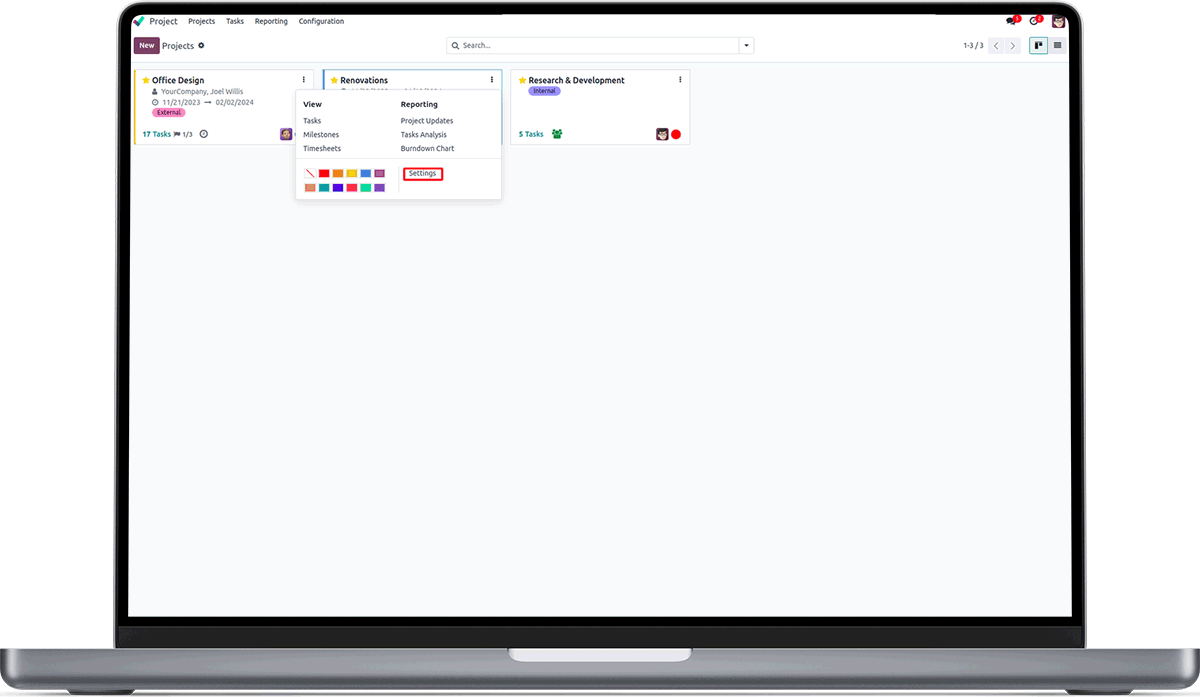 Project Projects Tasks Reporting Configuration 1 2
New Projects Search... 1-3 / 3
Office Design
YourCompany, Joel Willis
11/21/2023 → 02/02/2024
External
17 Tasks 1/3
Renovations
View
Tasks
Milestones
Timesheets
Reporting
Project Updates
Tasks Analysis
Burndown Chart
Settings
Research & Development
Internal
5 Tasks